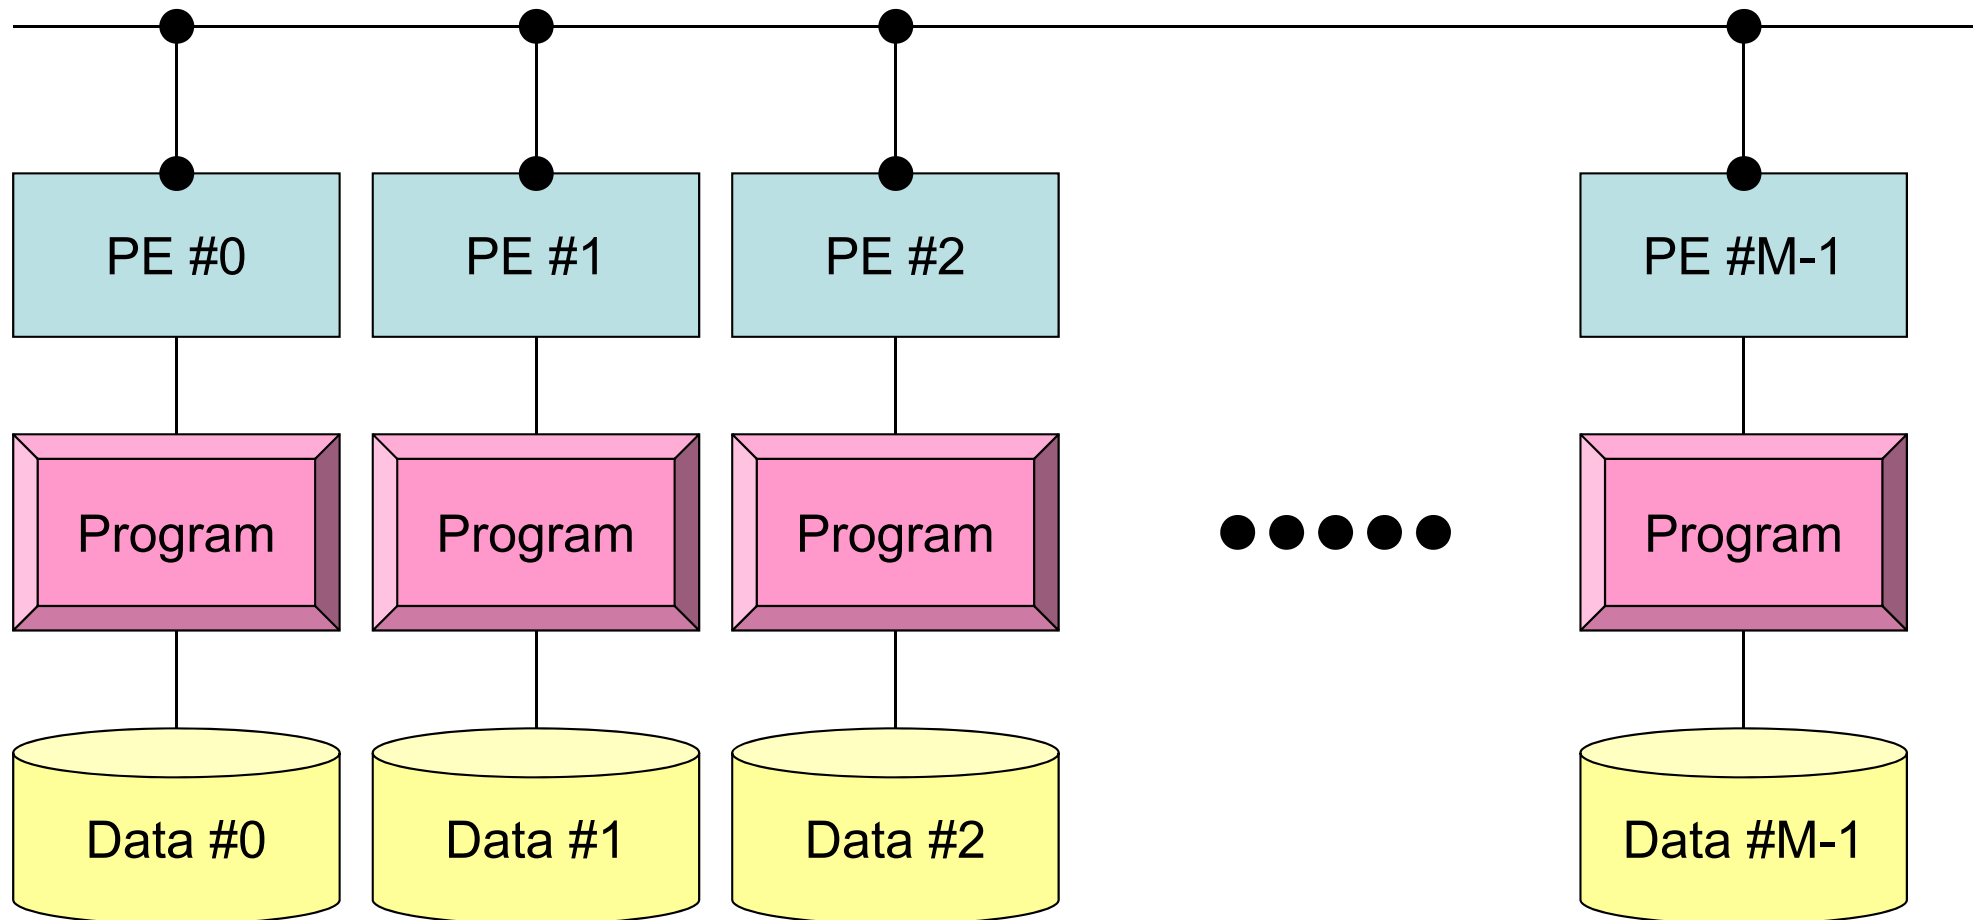 PE #0
PE #1
PE #2
PE #M-1
Program
Program
Program
Program
Data #0
Data #1
Data #2
Data #M-1